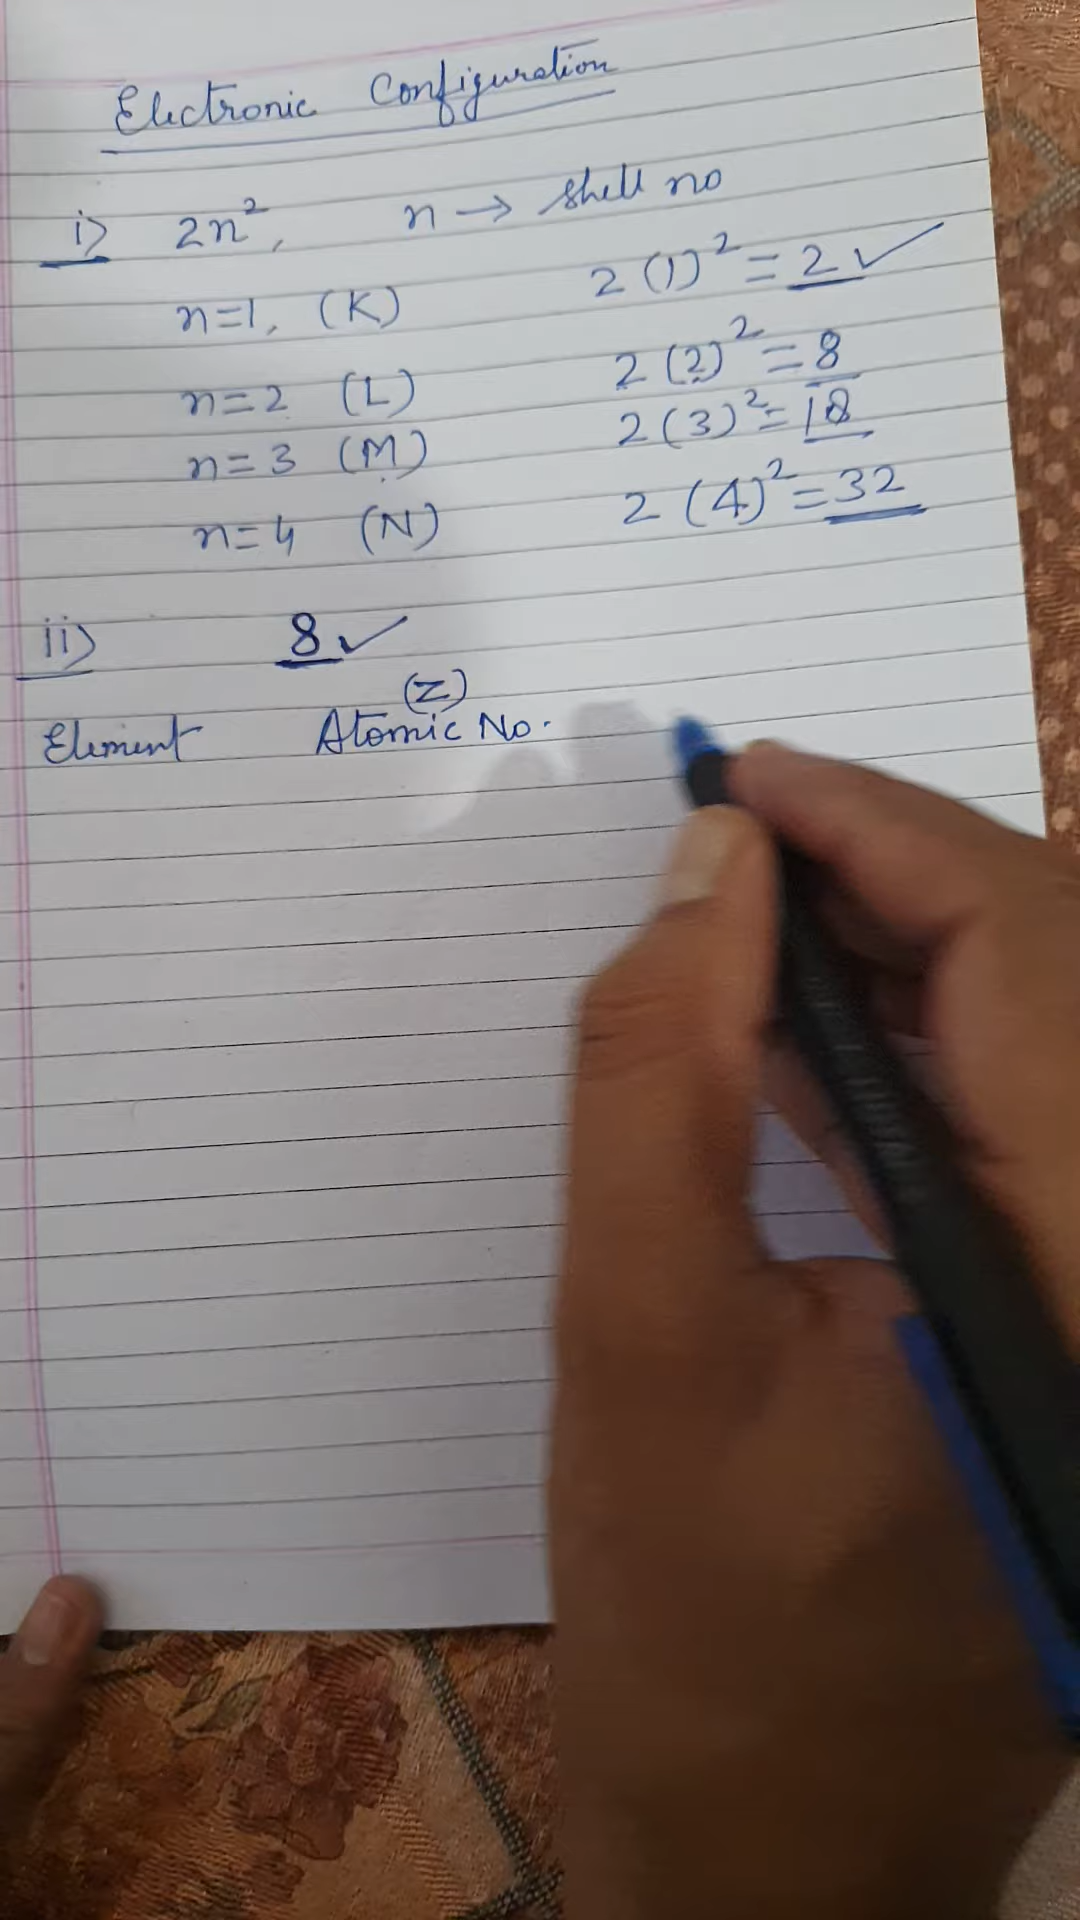 Electronic Configuration
i) 2n², n → shell no
n=1, (K) 2 (1)² = 2 ✓
n=2 (L) 2 (2)² = 8
n=3 (M) 2 (3)² = 18
n=4 (N) 2 (4)² = 32
ii) 8 ✓
(Z)
Element Atomic No.